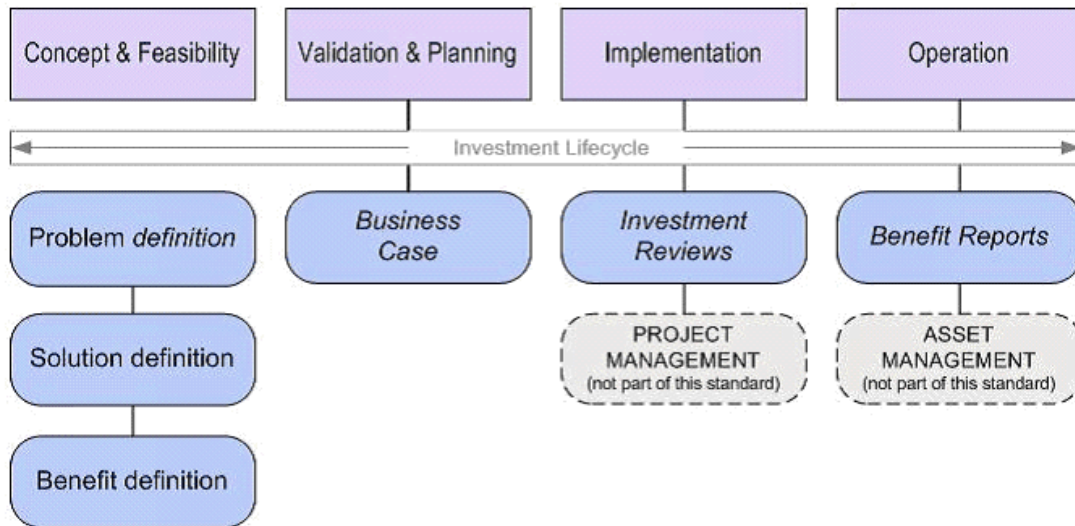 Concept & Feasibility
Validation & Planning
Implementation
Operation
Investment Lifecycle
Problem definition
Solution definition
Benefit definition
Business
Case
Investment
Reviews
PROJECT
MANAGEMENT
(not part of this standard)
Benefit Reports
ASSET
MANAGEMENT
(not part of this standard)